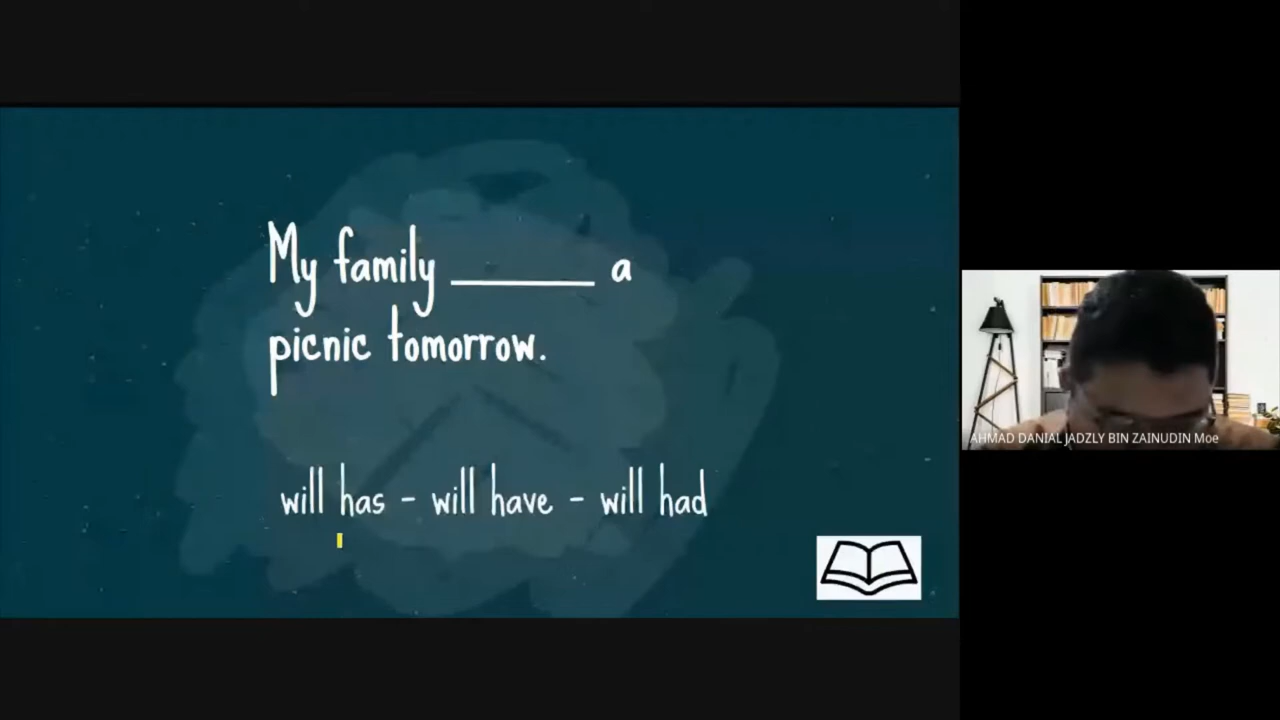 My family ______ a
picnic tomorrow.
will has - will have - will had
AHMAD DANIAL JADZLY BIN ZAINUDIN Moe